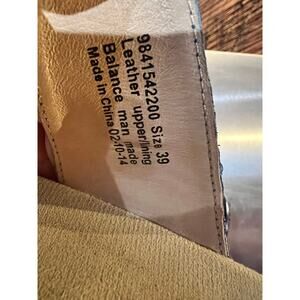 9841542200 Size 39
Leather upper/lining
Balance man made
Made in China 02-10-14